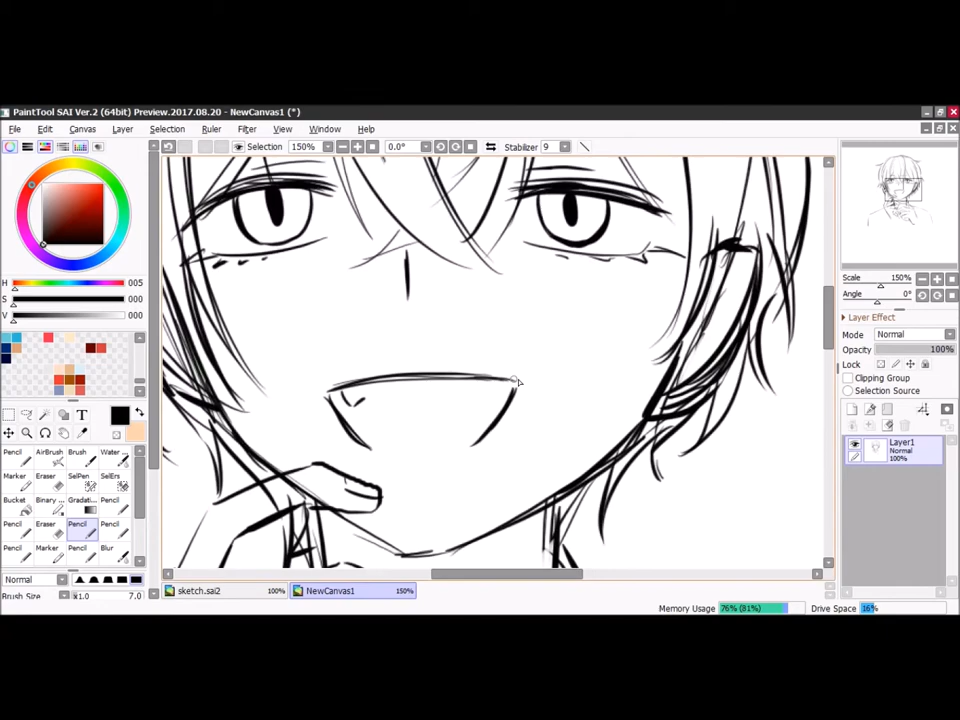 PaintTool SAI Ver.2 (64bit) Preview.2017.08.20 - NewCanvas1 (*)
File Edit Canvas Layer Selection Ruler Filter View Window Help
Selection 150% 0.0° Stabilizer 9
H 005
S 000
V 000
T
Pencil AirBrush Brush Water
Marker Eraser SelPen SelErs
Bucket Binary Gradati Pencil
Pencil Eraser Pencil Pencil
Pencil Marker Pencil Blur
Normal
Brush Size x1.0 7.0
Scale 150%
Angle 0°
Layer Effect
Mode Normal
Opacity 100%
Lock
Clipping Group
Selection Source
Layer1
Normal
100%
sketch.sai2 100% NewCanvas1 150%
Memory Usage 76% (81%) Drive Space 16%